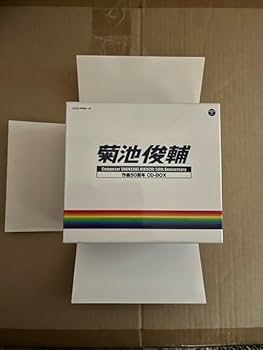 菊池俊輔
Composer SHUNSUKE KIKUCHI 50th Anniversary
作曲50周年 CD-BOX